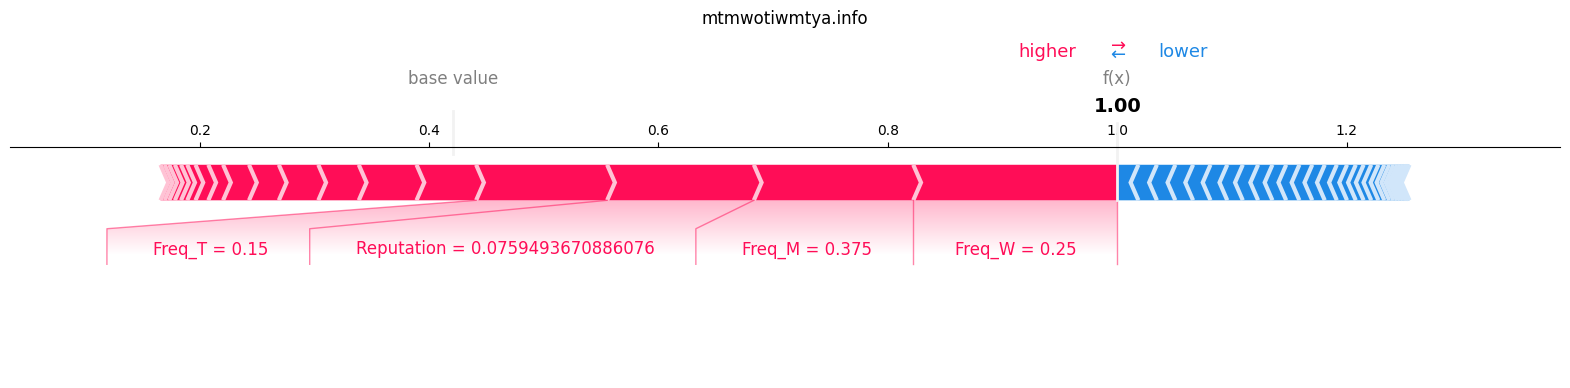 mtmwotiwmtya.info
higher ⇄ lower
base value f(x)
1.00
0.2 0.4 0.6 0.8 1.0 1.2
Freq_T = 0.15 Reputation = 0.0759493670886076 Freq_M = 0.375 Freq_W = 0.25